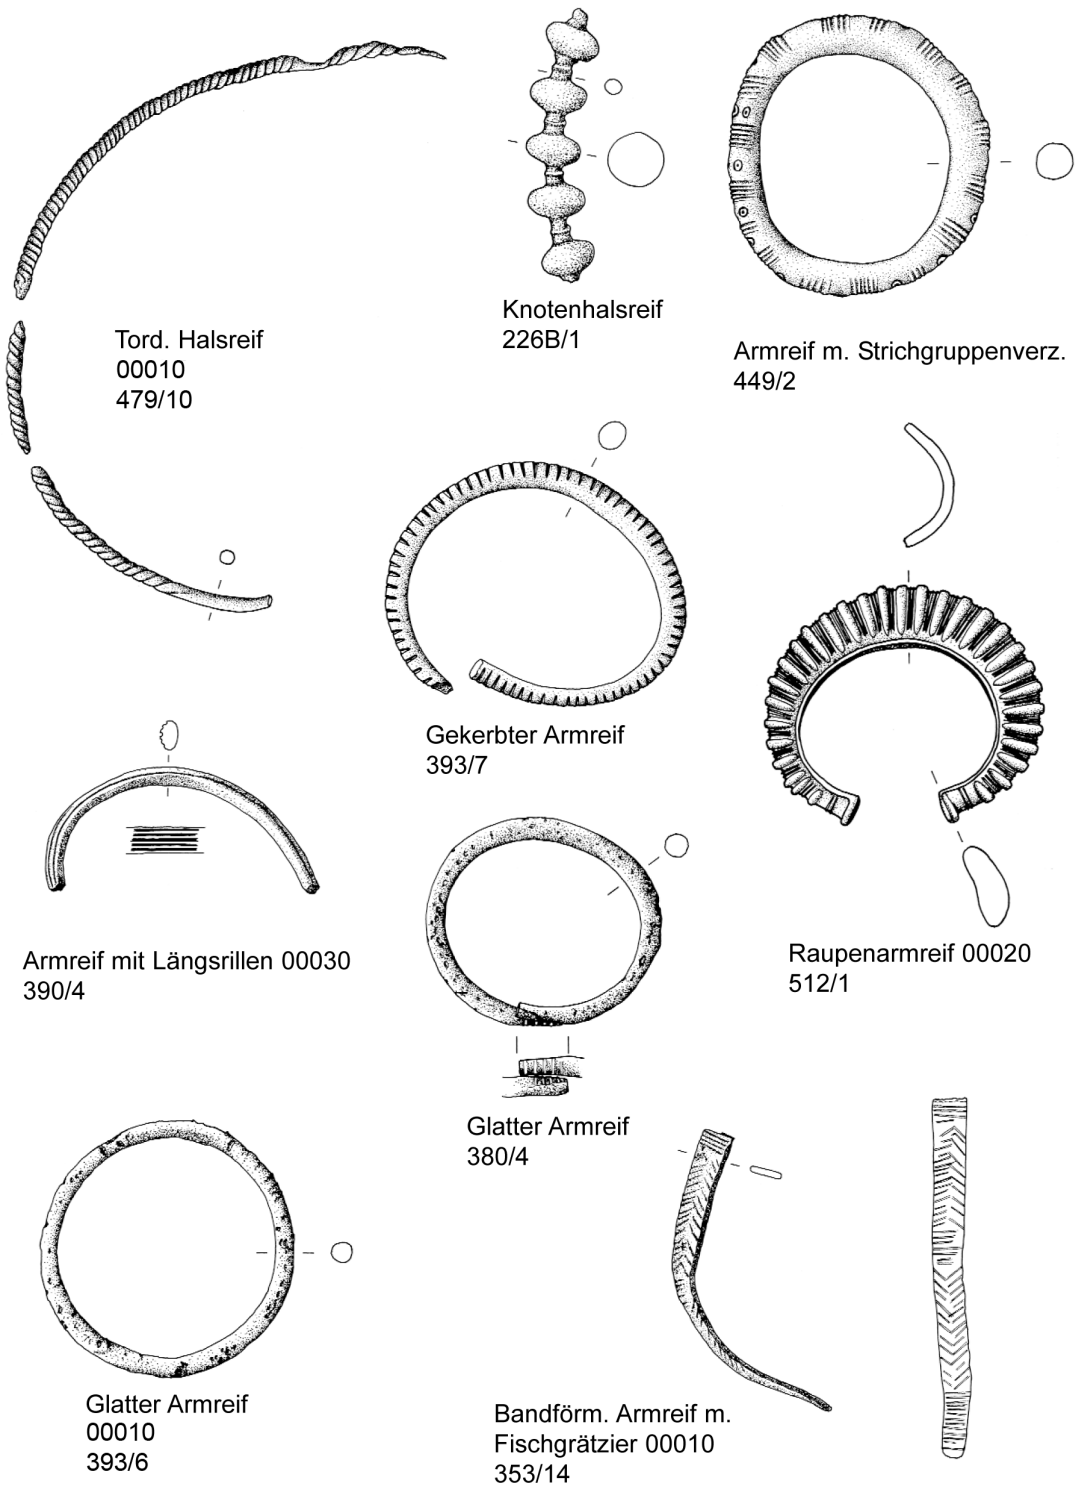 Tord. Halsreif
00010
479/10
Knotenhalsreif
226B/1
Armreif m. Strichgruppenverz.
449/2
Gekerbter Armreif
393/7
Armreif mit Längsrillen 00030
390/4
Raupenarmreif 00020
512/1
Glatter Armreif
380/4
Glatter Armreif
00010
393/6
Bandförm. Armreif m.
Fischgrätzier 00010
353/14